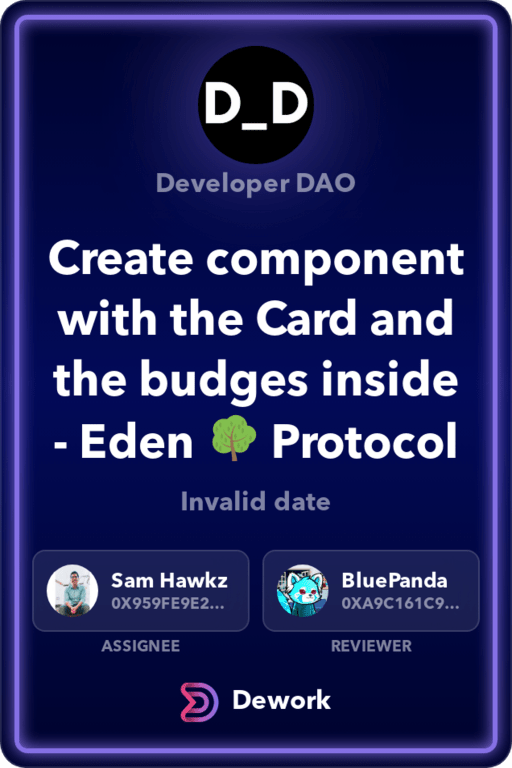 D_D
Developer DAO
Create component
with the Card and
the budges inside
- Eden 🌳 Protocol
Invalid date
Sam Hawkz
0X959FE9E2...
BluePanda
0XA9C161C9...
ASSIGNEE
REVIEWER
Dework